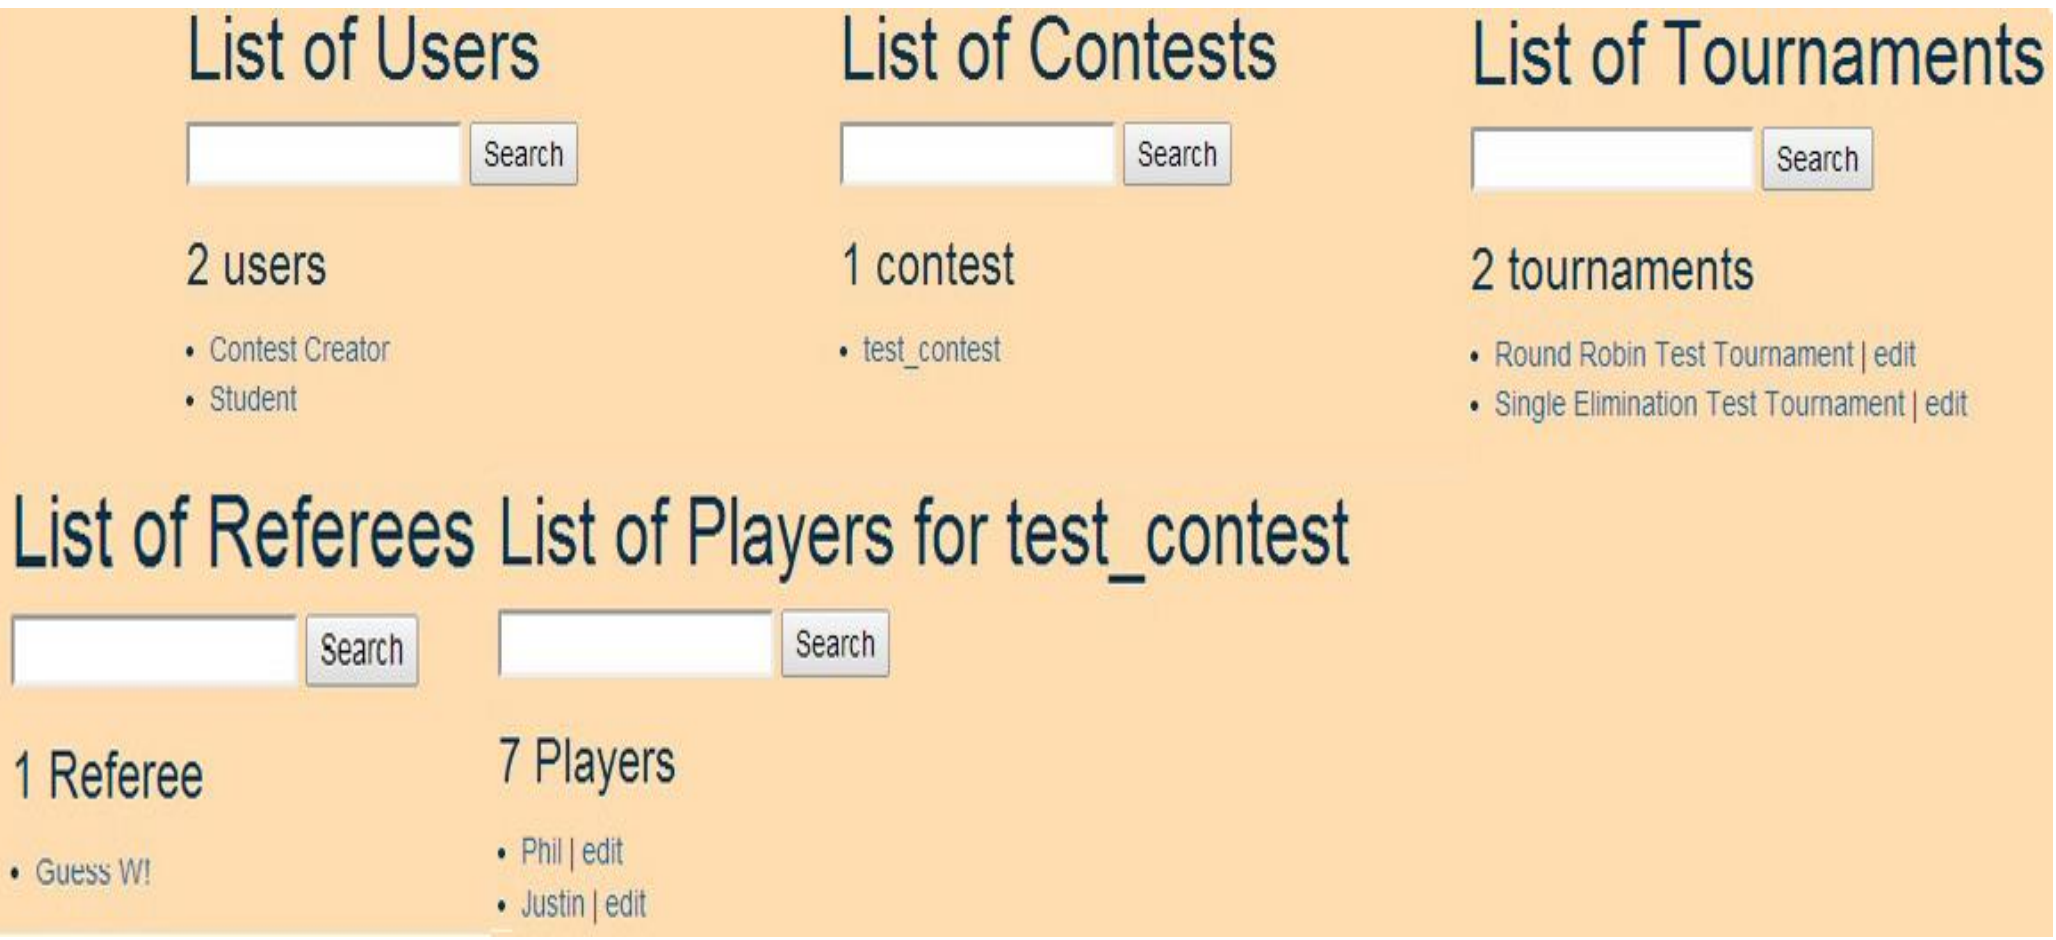 List of Users
Search
2 users
• Contest Creator
• Student
List of Contests
Search
1 contest
• test_contest
List of Tournaments
Search
2 tournaments
• Round Robin Test Tournament | edit
• Single Elimination Test Tournament | edit
List of Referees
Search
1 Referee
• Guess W!
List of Players for test_contest
Search
7 Players
• Phil | edit
• Justin | edit